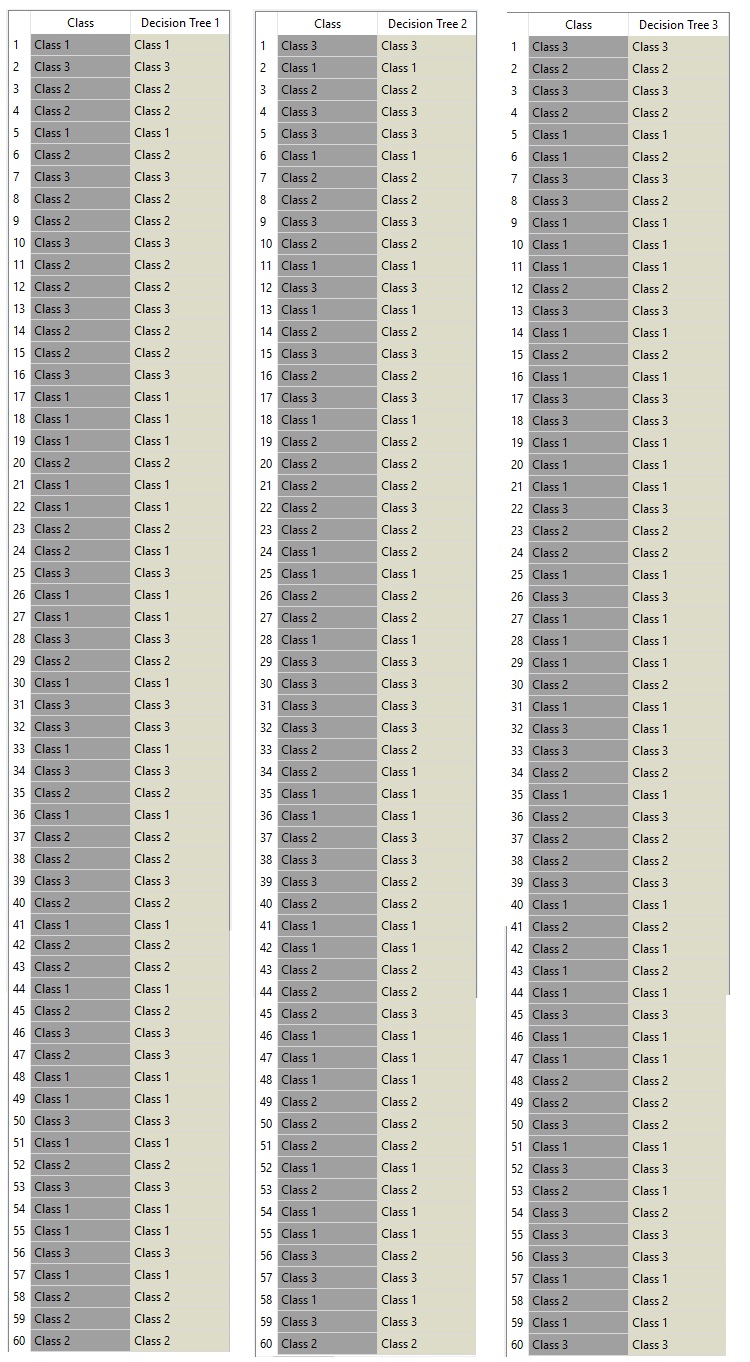 Class Decision Tree 1
1 Class 1 Class 1
2 Class 3 Class 3
3 Class 2 Class 2
4 Class 2 Class 2
5 Class 1 Class 1
6 Class 2 Class 2
7 Class 3 Class 3
8 Class 2 Class 2
9 Class 2 Class 2
10 Class 3 Class 3
11 Class 2 Class 2
12 Class 2 Class 2
13 Class 3 Class 3
14 Class 2 Class 2
15 Class 2 Class 2
16 Class 3 Class 3
17 Class 1 Class 1
18 Class 1 Class 1
19 Class 1 Class 1
20 Class 2 Class 2
21 Class 1 Class 1
22 Class 1 Class 1
23 Class 2 Class 2
24 Class 2 Class 1
25 Class 3 Class 3
26 Class 1 Class 1
27 Class 1 Class 1
28 Class 3 Class 3
29 Class 2 Class 2
30 Class 1 Class 1
31 Class 3 Class 3
32 Class 3 Class 3
33 Class 1 Class 1
34 Class 3 Class 3
35 Class 2 Class 2
36 Class 1 Class 1
37 Class 2 Class 2
38 Class 2 Class 2
39 Class 3 Class 3
40 Class 2 Class 2
41 Class 1 Class 1
42 Class 2 Class 2
43 Class 2 Class 2
44 Class 1 Class 1
45 Class 2 Class 2
46 Class 3 Class 3
47 Class 2 Class 3
48 Class 1 Class 1
49 Class 1 Class 1
50 Class 3 Class 3
51 Class 1 Class 1
52 Class 2 Class 2
53 Class 3 Class 3
54 Class 1 Class 1
55 Class 1 Class 1
56 Class 3 Class 3
57 Class 1 Class 1
58 Class 2 Class 2
59 Class 2 Class 2
60 Class 2 Class 2
Class Decision Tree 2
1 Class 3 Class 3
2 Class 1 Class 1
3 Class 2 Class 2
4 Class 3 Class 3
5 Class 3 Class 3
6 Class 1 Class 1
7 Class 2 Class 2
8 Class 2 Class 2
9 Class 3 Class 3
10 Class 2 Class 2
11 Class 1 Class 1
12 Class 3 Class 3
13 Class 1 Class 1
14 Class 2 Class 2
15 Class 3 Class 3
16 Class 2 Class 2
17 Class 3 Class 3
18 Class 1 Class 1
19 Class 2 Class 2
20 Class 2 Class 2
21 Class 2 Class 2
22 Class 2 Class 3
23 Class 2 Class 2
24 Class 1 Class 2
25 Class 1 Class 1
26 Class 2 Class 2
27 Class 2 Class 2
28 Class 1 Class 1
29 Class 3 Class 3
30 Class 3 Class 3
31 Class 3 Class 3
32 Class 3 Class 3
33 Class 2 Class 2
34 Class 2 Class 1
35 Class 1 Class 1
36 Class 1 Class 1
37 Class 2 Class 3
38 Class 3 Class 3
39 Class 3 Class 2
40 Class 2 Class 2
41 Class 1 Class 1
42 Class 1 Class 1
43 Class 2 Class 2
44 Class 2 Class 2
45 Class 2 Class 3
46 Class 1 Class 1
47 Class 1 Class 1
48 Class 1 Class 1
49 Class 2 Class 2
50 Class 2 Class 2
51 Class 2 Class 2
52 Class 1 Class 1
53 Class 2 Class 2
54 Class 1 Class 1
55 Class 1 Class 1
56 Class 3 Class 2
57 Class 3 Class 3
58 Class 1 Class 1
59 Class 3 Class 3
60 Class 2 Class 2
Class Decision Tree 3
1 Class 3 Class 3
2 Class 2 Class 2
3 Class 3 Class 3
4 Class 2 Class 2
5 Class 1 Class 1
6 Class 1 Class 2
7 Class 3 Class 3
8 Class 3 Class 2
9 Class 1 Class 1
10 Class 1 Class 1
11 Class 1 Class 1
12 Class 2 Class 2
13 Class 3 Class 3
14 Class 1 Class 1
15 Class 2 Class 2
16 Class 1 Class 1
17 Class 3 Class 3
18 Class 3 Class 3
19 Class 1 Class 1
20 Class 1 Class 1
21 Class 1 Class 1
22 Class 3 Class 3
23 Class 2 Class 2
24 Class 2 Class 2
25 Class 1 Class 1
26 Class 3 Class 3
27 Class 1 Class 1
28 Class 1 Class 1
29 Class 1 Class 1
30 Class 2 Class 2
31 Class 1 Class 1
32 Class 3 Class 1
33 Class 3 Class 3
34 Class 2 Class 2
35 Class 1 Class 1
36 Class 2 Class 3
37 Class 2 Class 2
38 Class 2 Class 2
39 Class 3 Class 3
40 Class 1 Class 1
41 Class 2 Class 2
42 Class 2 Class 1
43 Class 1 Class 2
44 Class 1 Class 1
45 Class 3 Class 3
46 Class 1 Class 1
47 Class 1 Class 1
48 Class 2 Class 2
49 Class 2 Class 2
50 Class 3 Class 2
51 Class 1 Class 1
52 Class 3 Class 3
53 Class 2 Class 1
54 Class 3 Class 2
55 Class 3 Class 3
56 Class 3 Class 3
57 Class 1 Class 1
58 Class 2 Class 2
59 Class 1 Class 1
60 Class 3 Class 3